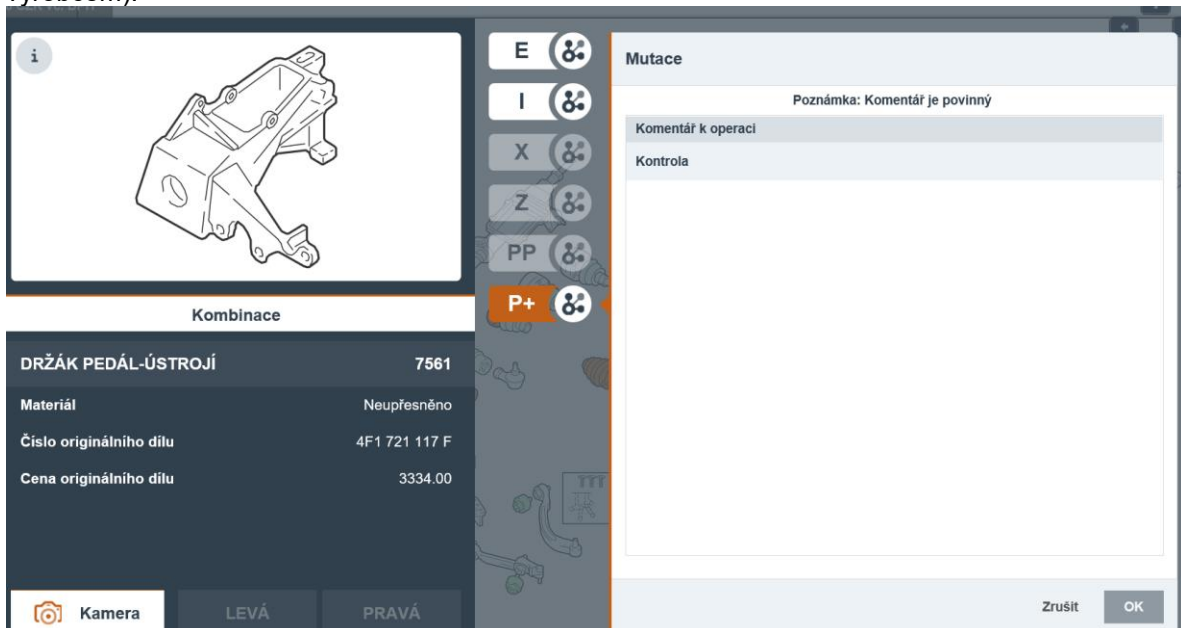 i
Kombinace
DRŽÁK PEDÁL-ÚSTROJÍ 7561
Materiál Neupřesněno
Číslo originálního dílu 4F1 721 117 F
Cena originálního dílu 3334.00
Kamera LEVÁ PRAVÁ
E
I
X
Z
PP
P+
Mutace
Poznámka: Komentář je povinný
Komentář k operaci
Kontrola
Zrušit OK